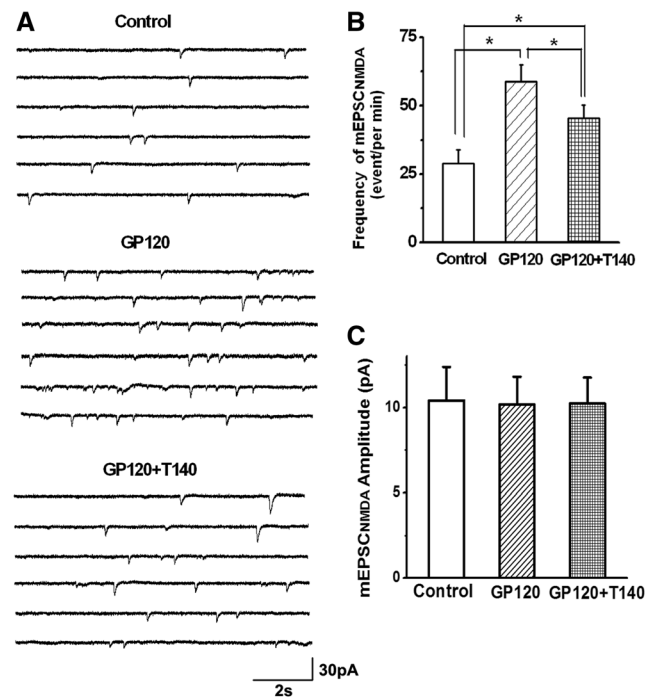 A
Control
GP120
GP120+T140
30pA
2s
B
Frequency of mEPSCNMDA
(event/per min)
75
50
25
0
*
*
*
Control
GP120
GP120+T140
C
mEPSCNMDA Amplitude (pA)
10
5
0
Control
GP120
GP120+T140